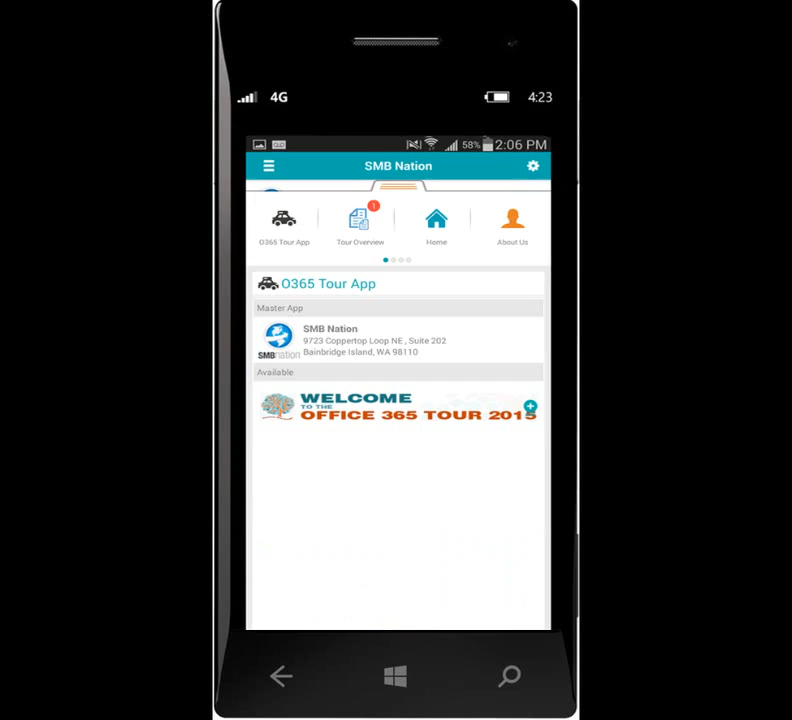 4G
4:23
58% 2:06 PM
SMB Nation
1
O365 Tour App
Tour Overview
Home
About Us
O365 Tour App
Master App
SMB Nation
9723 Coppertop Loop NE , Suite 202
Bainbridge Island, WA 98110
SMBnation
Available
WELCOME
TO THE
OFFICE 365 TOUR 2015